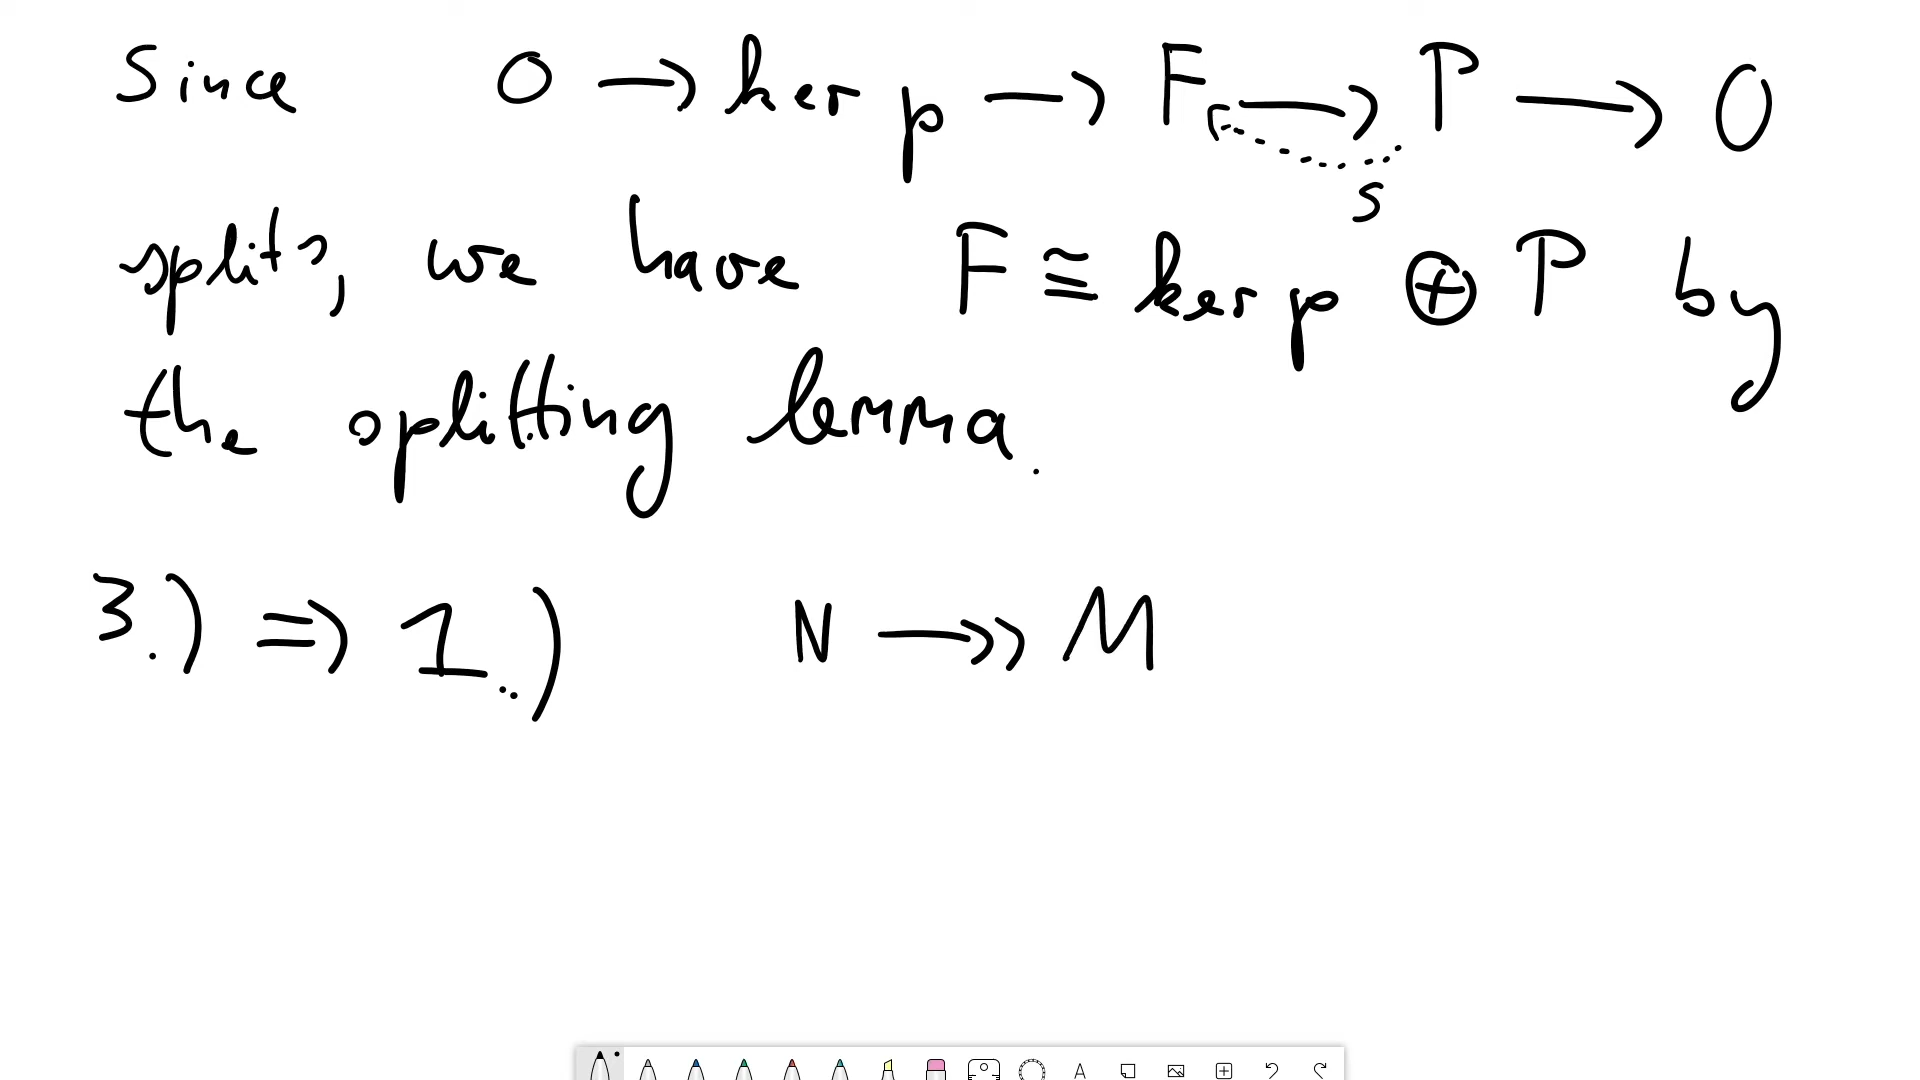 Since 0 → ker p → F → P → 0
s
splits, we have F ≅ ker p ⊕ P by
the splitting lemma.
3.) ⇒ 1.) N ↠ M